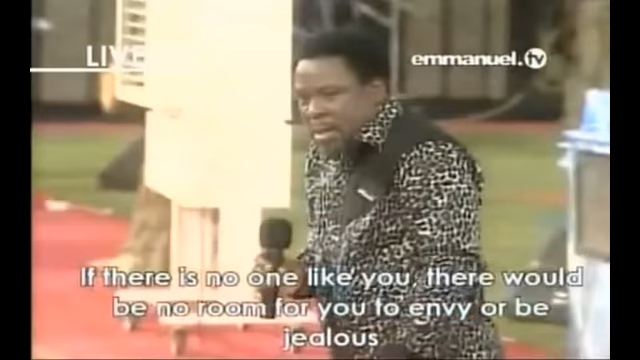 LIVE
emmanuel.tv
If there is no one like you, there would
be no room for you to envy or be
jealous